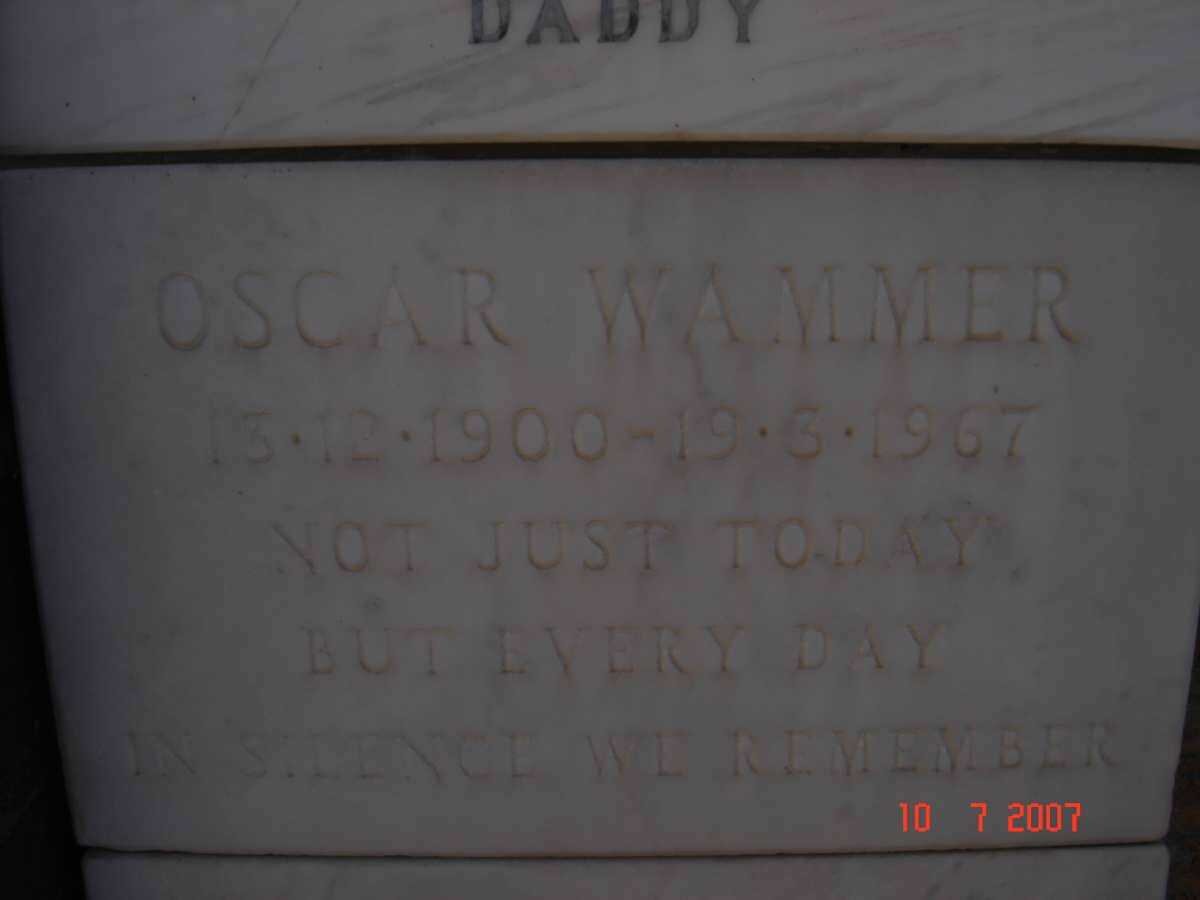 DADDY
OSCAR WAMMER
13·12·1900-19·3·1967
NOT JUST TODAY
BUT EVERY DAY
IN SILENCE WE REMEMBER
10 7 2007